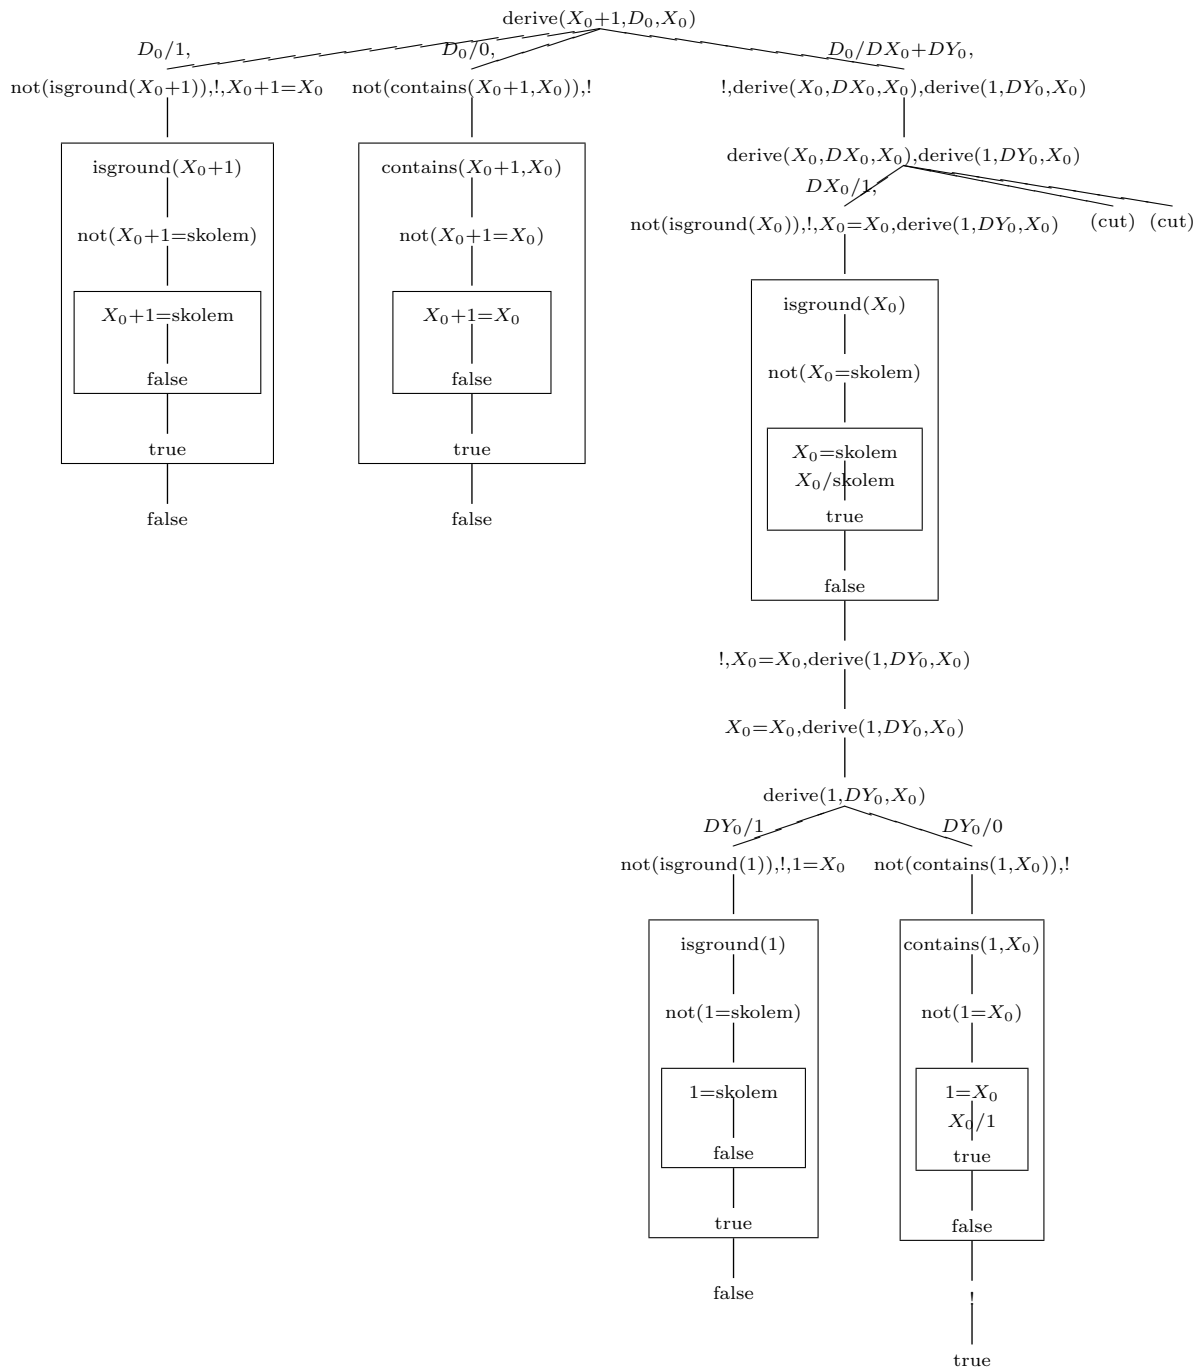 derive(X₀+1,D₀,X₀)
D₀/1, D₀/0, D₀/DX₀+DY₀,
not(isground(X₀+1)),!,X₀+1=X₀ not(contains(X₀+1,X₀)),! !,derive(X₀,DX₀,X₀),derive(1,DY₀,X₀)
isground(X₀+1) contains(X₀+1,X₀) derive(X₀,DX₀,X₀),derive(1,DY₀,X₀)
DX₀/1,
not(X₀+1=skolem) not(X₀+1=X₀) not(isground(X₀)),!,X₀=X₀,derive(1,DY₀,X₀) (cut) (cut)
X₀+1=skolem X₀+1=X₀ isground(X₀)
false false not(X₀=skolem)
true true X₀=skolem
X₀/skolem
false false true
false
!,X₀=X₀,derive(1,DY₀,X₀)
X₀=X₀,derive(1,DY₀,X₀)
derive(1,DY₀,X₀)
DY₀/1 DY₀/0
not(isground(1)),!,1=X₀ not(contains(1,X₀)),!
isground(1) contains(1,X₀)
not(1=skolem) not(1=X₀)
1=skolem 1=X₀
X₀/1
false true
true false
false !
true